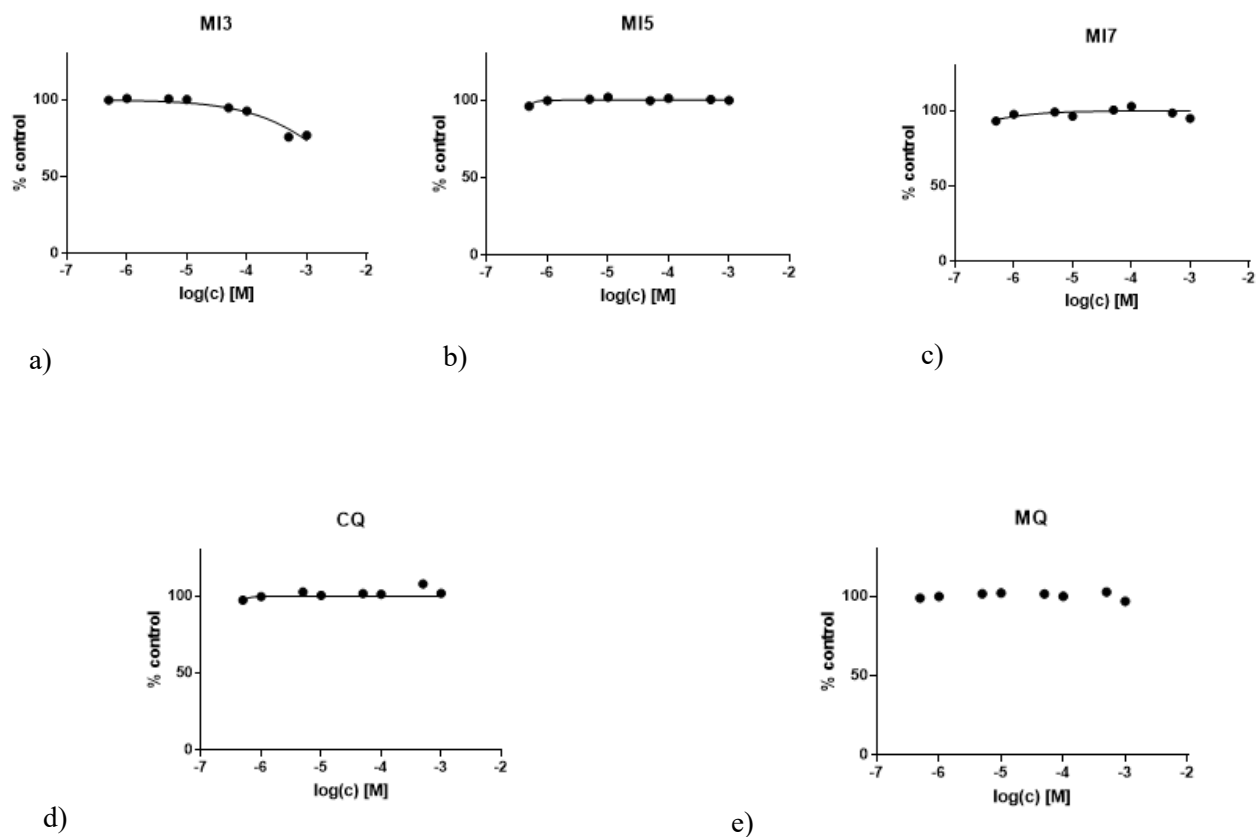 MI3
% control
100
50
0
-7 -6 -5 -4 -3 -2
log(c) [M]
a)
MI5
% control
100
50
0
-7 -6 -5 -4 -3 -2
log(c) [M]
b)
MI7
% control
100
50
0
-7 -6 -5 -4 -3 -2
log(c) [M]
c)
CQ
% control
100
50
0
-7 -6 -5 -4 -3 -2
log(c) [M]
d)
MQ
% control
100
50
0
-7 -6 -5 -4 -3 -2
log(c) [M]
e)